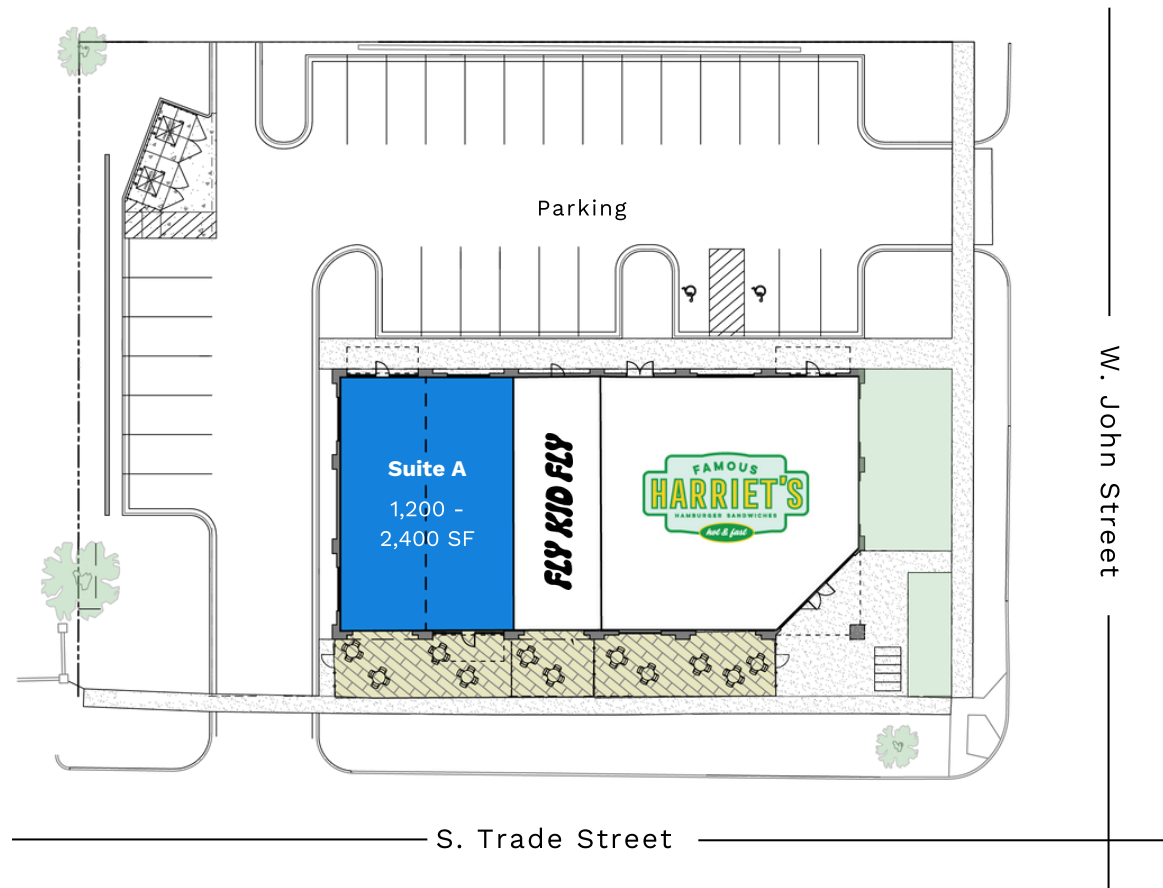 Parking
W. John Street
Suite A
1,200 -
2,400 SF
FLY KID FLY
FAMOUS
HARRIET'S
HAMBURGER SANDWICHES
hot & fast
S. Trade Street